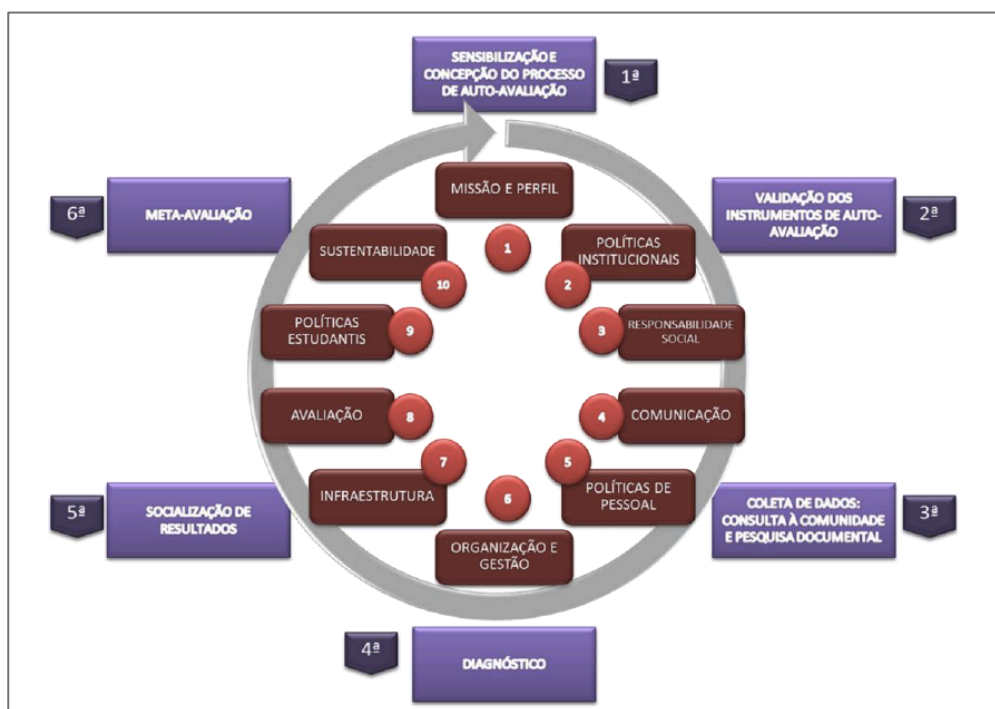 SENSIBILIZAÇÃO E
CONCEPÇÃO DO PROCESSO
DE AUTO-AVALIAÇÃO
1ª
VALIDAÇÃO DOS
INSTRUMENTOS DE AUTO-
AVALIAÇÃO
2ª
COLETA DE DADOS:
CONSULTA À COMUNIDADE
E PESQUISA DOCUMENTAL
3ª
DIAGNÓSTICO
4ª
SOCIALIZAÇÃO DE
RESULTADOS
5ª
META-AVALIAÇÃO
6ª
MISSÃO E PERFIL
1
POLÍTICAS
INSTITUCIONAIS
2
RESPONSABILIDADE
SOCIAL
3
COMUNICAÇÃO
4
POLÍTICAS DE
PESSOAL
5
ORGANIZAÇÃO E
GESTÃO
6
INFRAESTRUTURA
7
AVALIAÇÃO
8
POLÍTICAS
ESTUDANTIS
9
SUSTENTABILIDADE
10